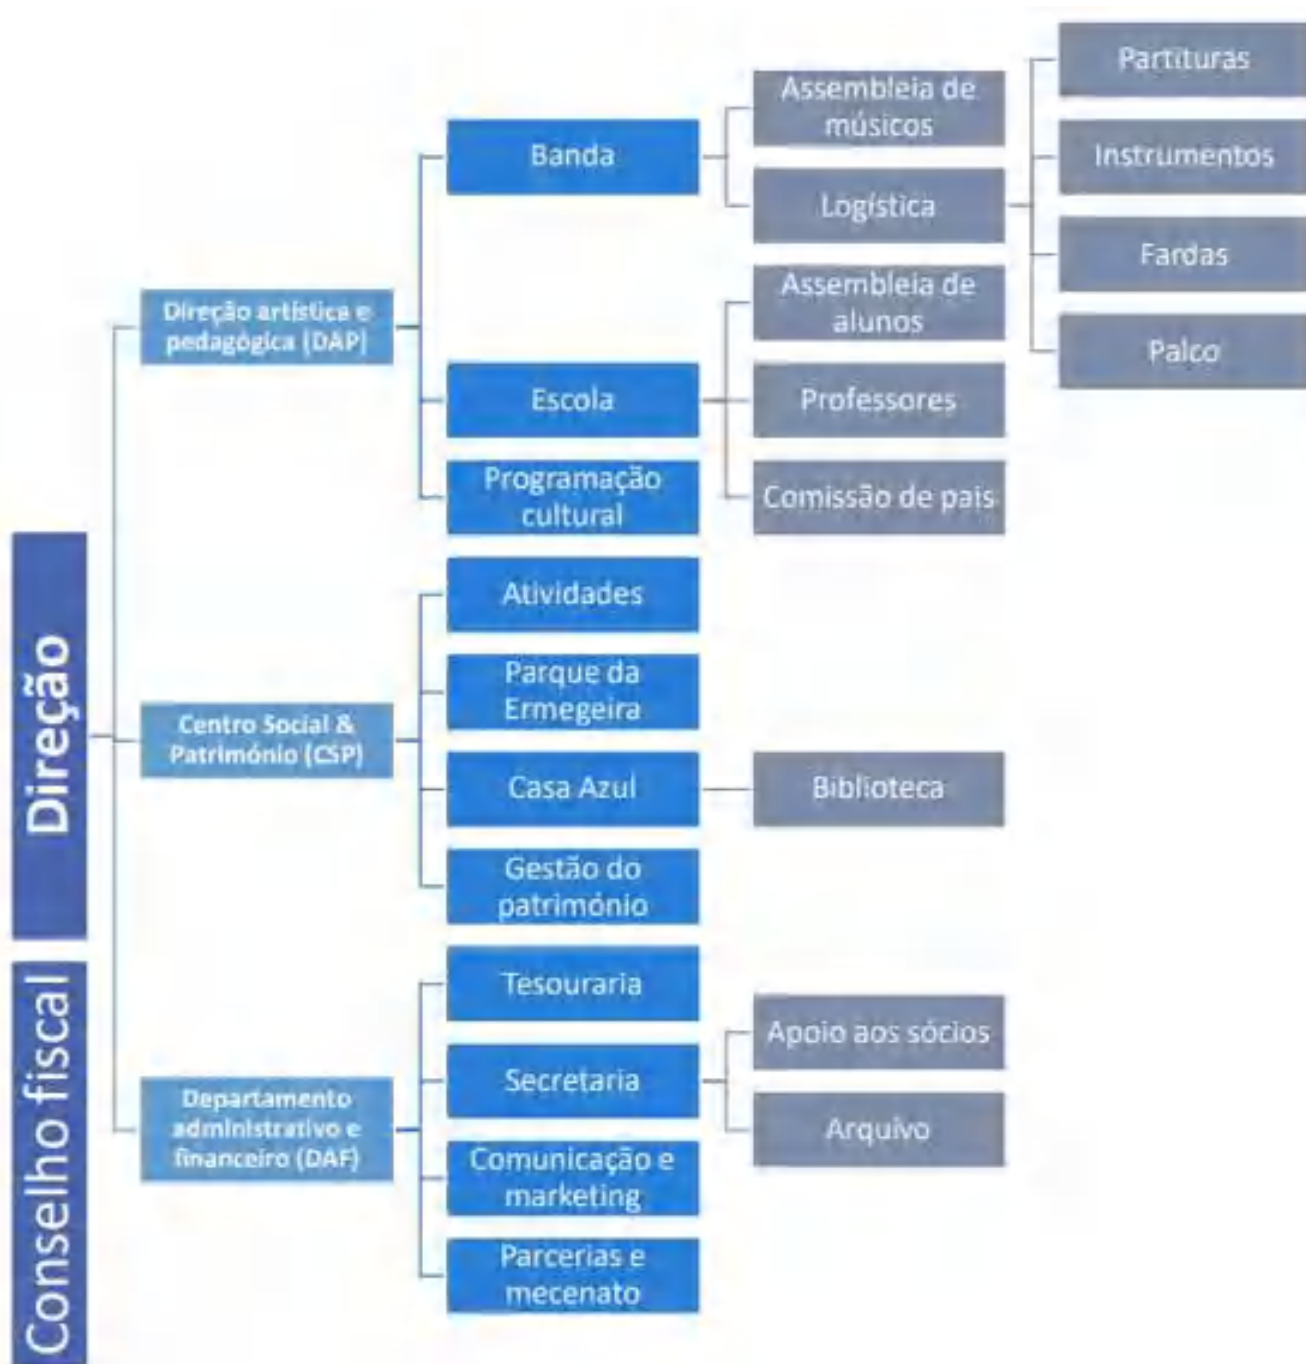 Direção
Conselho fiscal
Direção artística e
pedagógica (DAP)
Banda
Assembleia de
músicos
Logística
Partituras
Instrumentos
Fardas
Palco
Escola
Assembleia de
alunos
Professores
Comissão de pais
Programação
cultural
Centro Social &
Património (CSP)
Atividades
Parque da
Ermegeira
Casa Azul
Biblioteca
Gestão do
património
Departamento
administrativo e
financeiro (DAF)
Tesouraria
Secretaria
Apoio aos sócios
Arquivo
Comunicação e
marketing
Parcerias e
mecenato